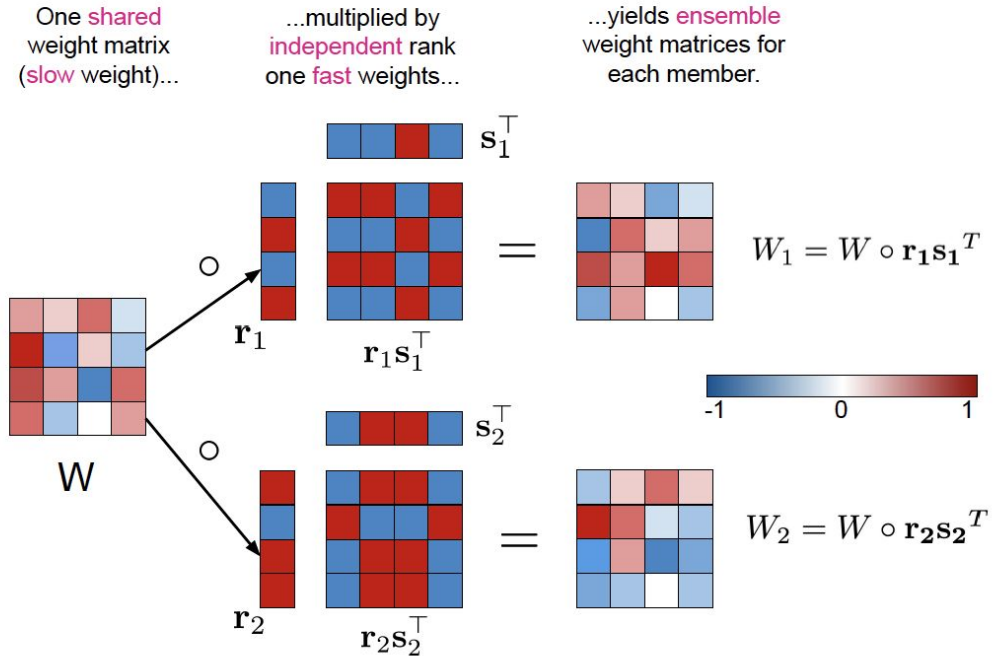 One shared
weight matrix
(slow weight)...
...multiplied by
independent rank
one fast weights...
...yields ensemble
weight matrices for
each member.
s₁⊤
r₁
r₁s₁⊤
=
W₁ = W ∘ r₁s₁ᵀ
W
-1 0 1
s₂⊤
r₂
r₂s₂⊤
=
W₂ = W ∘ r₂s₂ᵀ